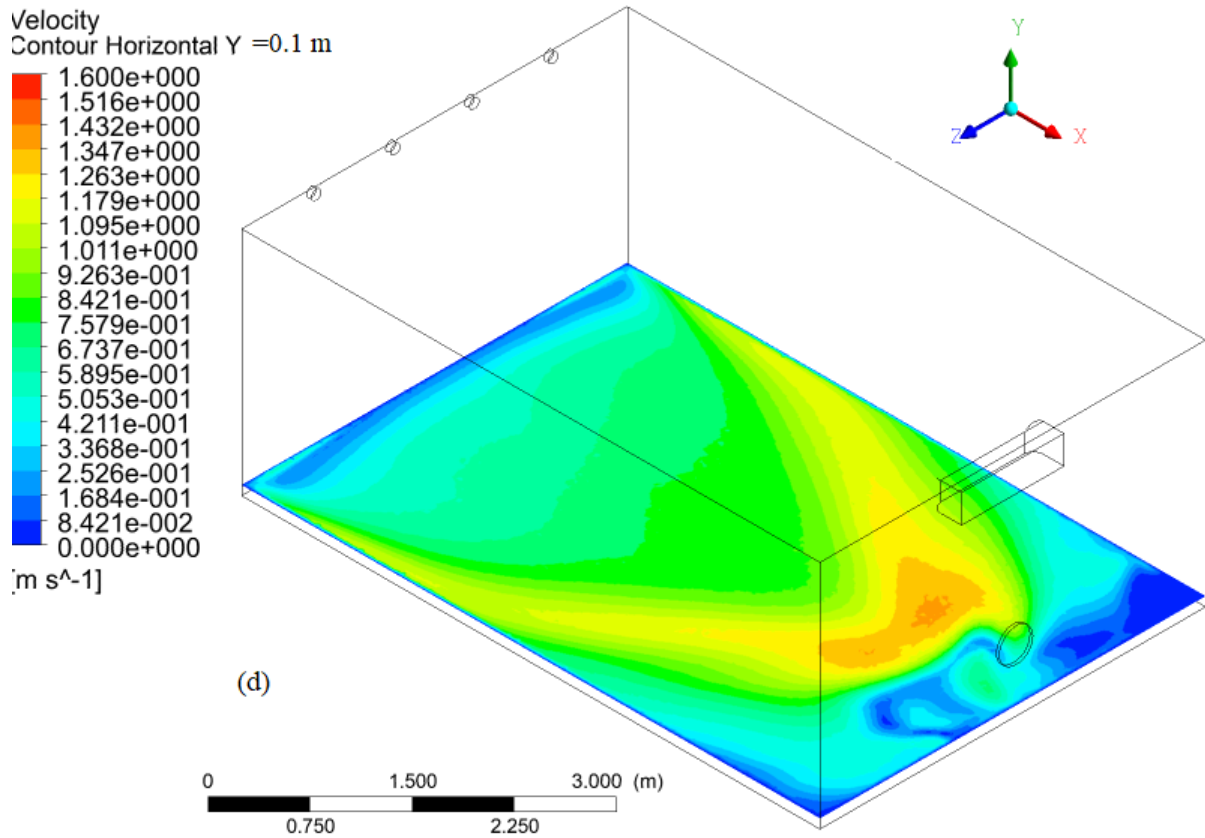 Velocity
Contour Horizontal Y =0.1 m
1.600e+000
1.516e+000
1.432e+000
1.347e+000
1.263e+000
1.179e+000
1.095e+000
1.011e+000
9.263e-001
8.421e-001
7.579e-001
6.737e-001
5.895e-001
5.053e-001
4.211e-001
3.368e-001
2.526e-001
1.684e-001
8.421e-002
0.000e+000
[m s^-1]
Y
Z
X
(d)
0 1.500 3.000 (m)
0.750 2.250